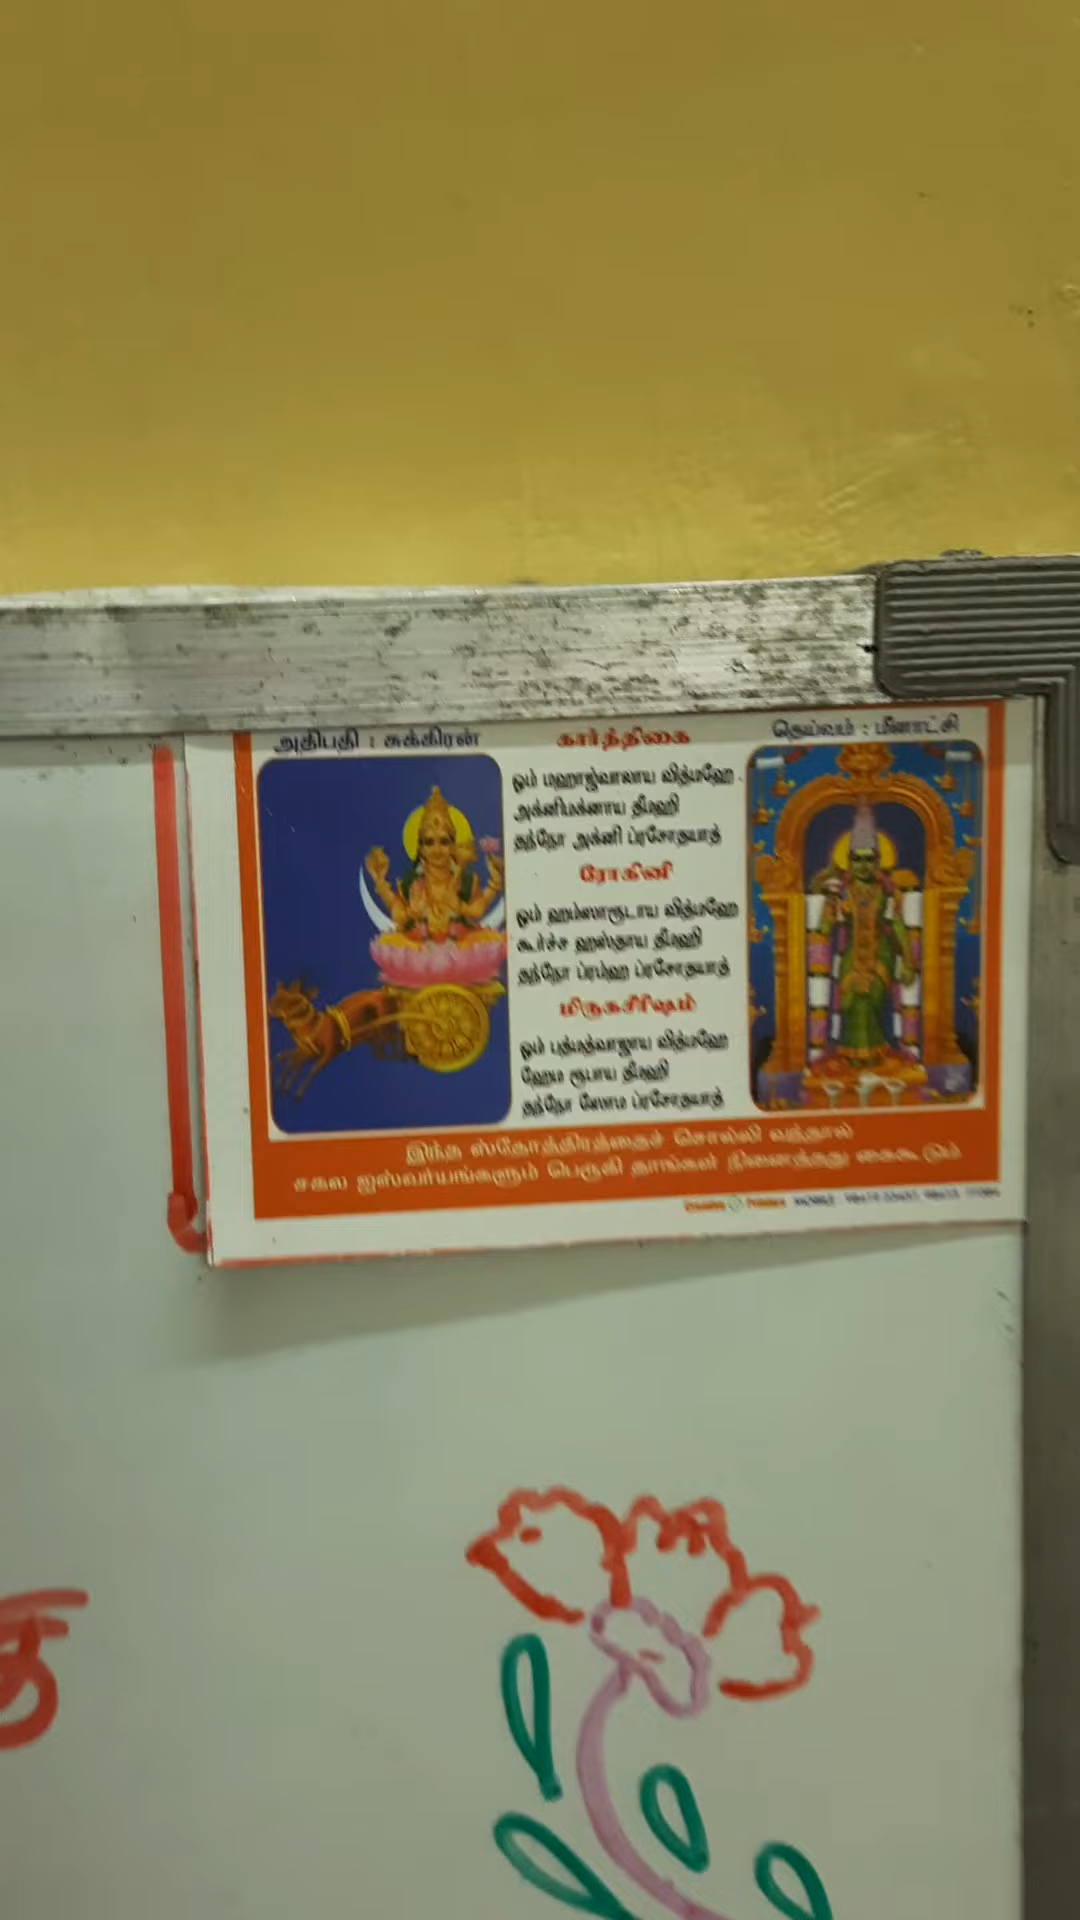 அதிபதி : சுக்கிரன்
கார்த்திகை
தெய்வம் : மீனாட்சி
ஓம் மஹாஜ்வாலாய வித்மஹே
அக்னிமக்னாய தீமஹி
தந்நோ அக்னி ப்ரசோதயாத்
ரோகினி
ஓம் ஹம்ஸாரூடாய வித்மஹே
கூர்ச்ச ஹஸ்தாய தீமஹி
தந்நோ ப்ரம்ஹ ப்ரசோதயாத்
மிருகசிரிஷம்
ஓம் பத்மத்வாஜாய வித்மஹே
ஹேம ரூபாய தீமஹி
தந்நோ ஸோம ப்ரசோதயாத்
இந்த ஸ்தோத்திரத்தைச் சொல்லி வந்தால்
சகல ஐஸ்வர்யங்களும் பெருகி தாங்கள் நினைத்தது கைகூடும்